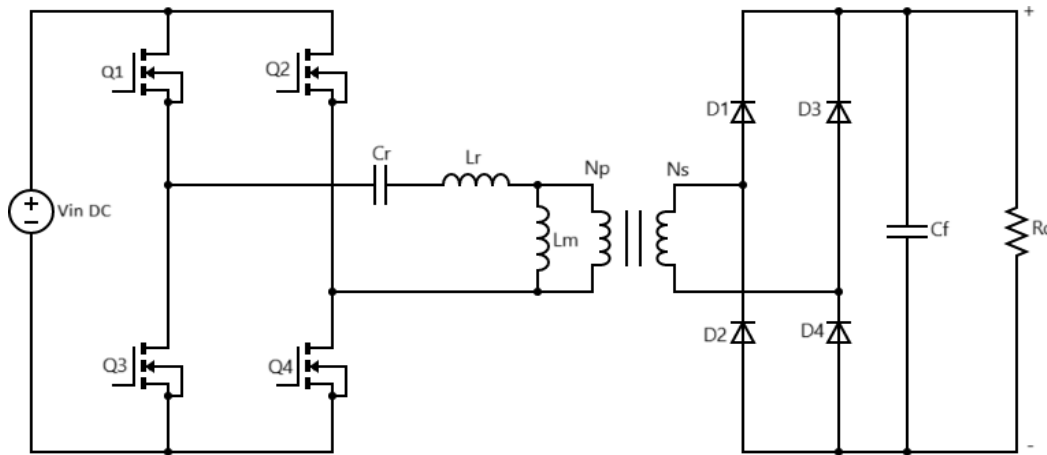 +
Q1
Q2
D1
D3
Cr
Lr
Np
Ns
+
-
Vin DC
Lm
Cf
Q3
Q4
D2
D4
-